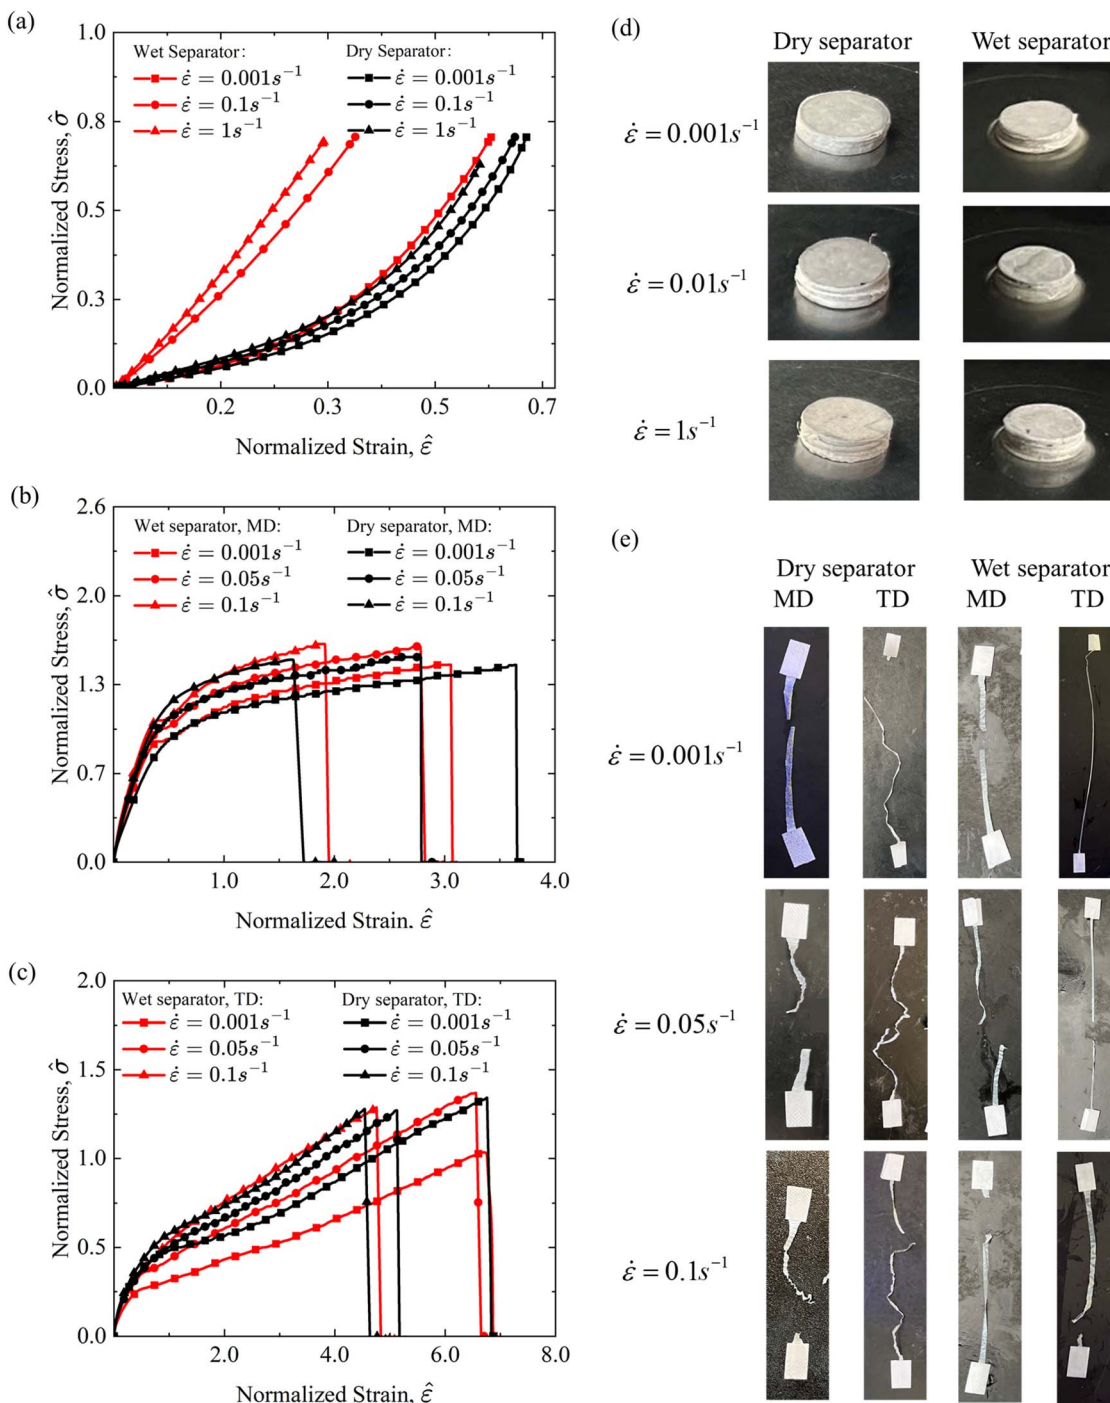 (a)
1.0
0.8
0.5
0.3
0.0
Normalized Stress, σ̂
Wet Separator:
ε̇ = 0.001s⁻¹
ε̇ = 0.1s⁻¹
ε̇ = 1s⁻¹
Dry Separator:
ε̇ = 0.001s⁻¹
ε̇ = 0.1s⁻¹
ε̇ = 1s⁻¹
0.2 0.3 0.5 0.7
Normalized Strain, ε̂
(b)
2.6
2.0
1.3
0.7
0.0
Normalized Stress, σ̂
Wet separator, MD:
ε̇ = 0.001s⁻¹
ε̇ = 0.05s⁻¹
ε̇ = 0.1s⁻¹
Dry separator, MD:
ε̇ = 0.001s⁻¹
ε̇ = 0.05s⁻¹
ε̇ = 0.1s⁻¹
1.0 2.0 3.0 4.0
Normalized Strain. ε̂
(c)
2.0
1.5
1.0
0.5
0.0
Normalized Stress, σ̂
Wet separator, TD:
ε̇ = 0.001s⁻¹
ε̇ = 0.05s⁻¹
ε̇ = 0.1s⁻¹
Dry separator, TD:
ε̇ = 0.001s⁻¹
ε̇ = 0.05s⁻¹
ε̇ = 0.1s⁻¹
2.0 4.0 6.0 8.0
Normalized Strain, ε̂
(d)
Dry separator Wet separator
ε̇ = 0.001s⁻¹
ε̇ = 0.01s⁻¹
ε̇ = 1s⁻¹
(e)
Dry separator Wet separator
MD TD MD TD
ε̇ = 0.001s⁻¹
ε̇ = 0.05s⁻¹
ε̇ = 0.1s⁻¹